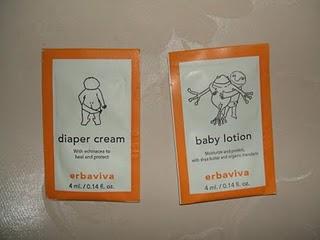 diaper cream
With echinacea to
heal and protect
erbaviva
4 ml. / 0.14 fl. oz.
baby lotion
Moisturize and protect,
with shea butter and organic mandarin
erbaviva
4 ml. / 0.14 fl. oz.